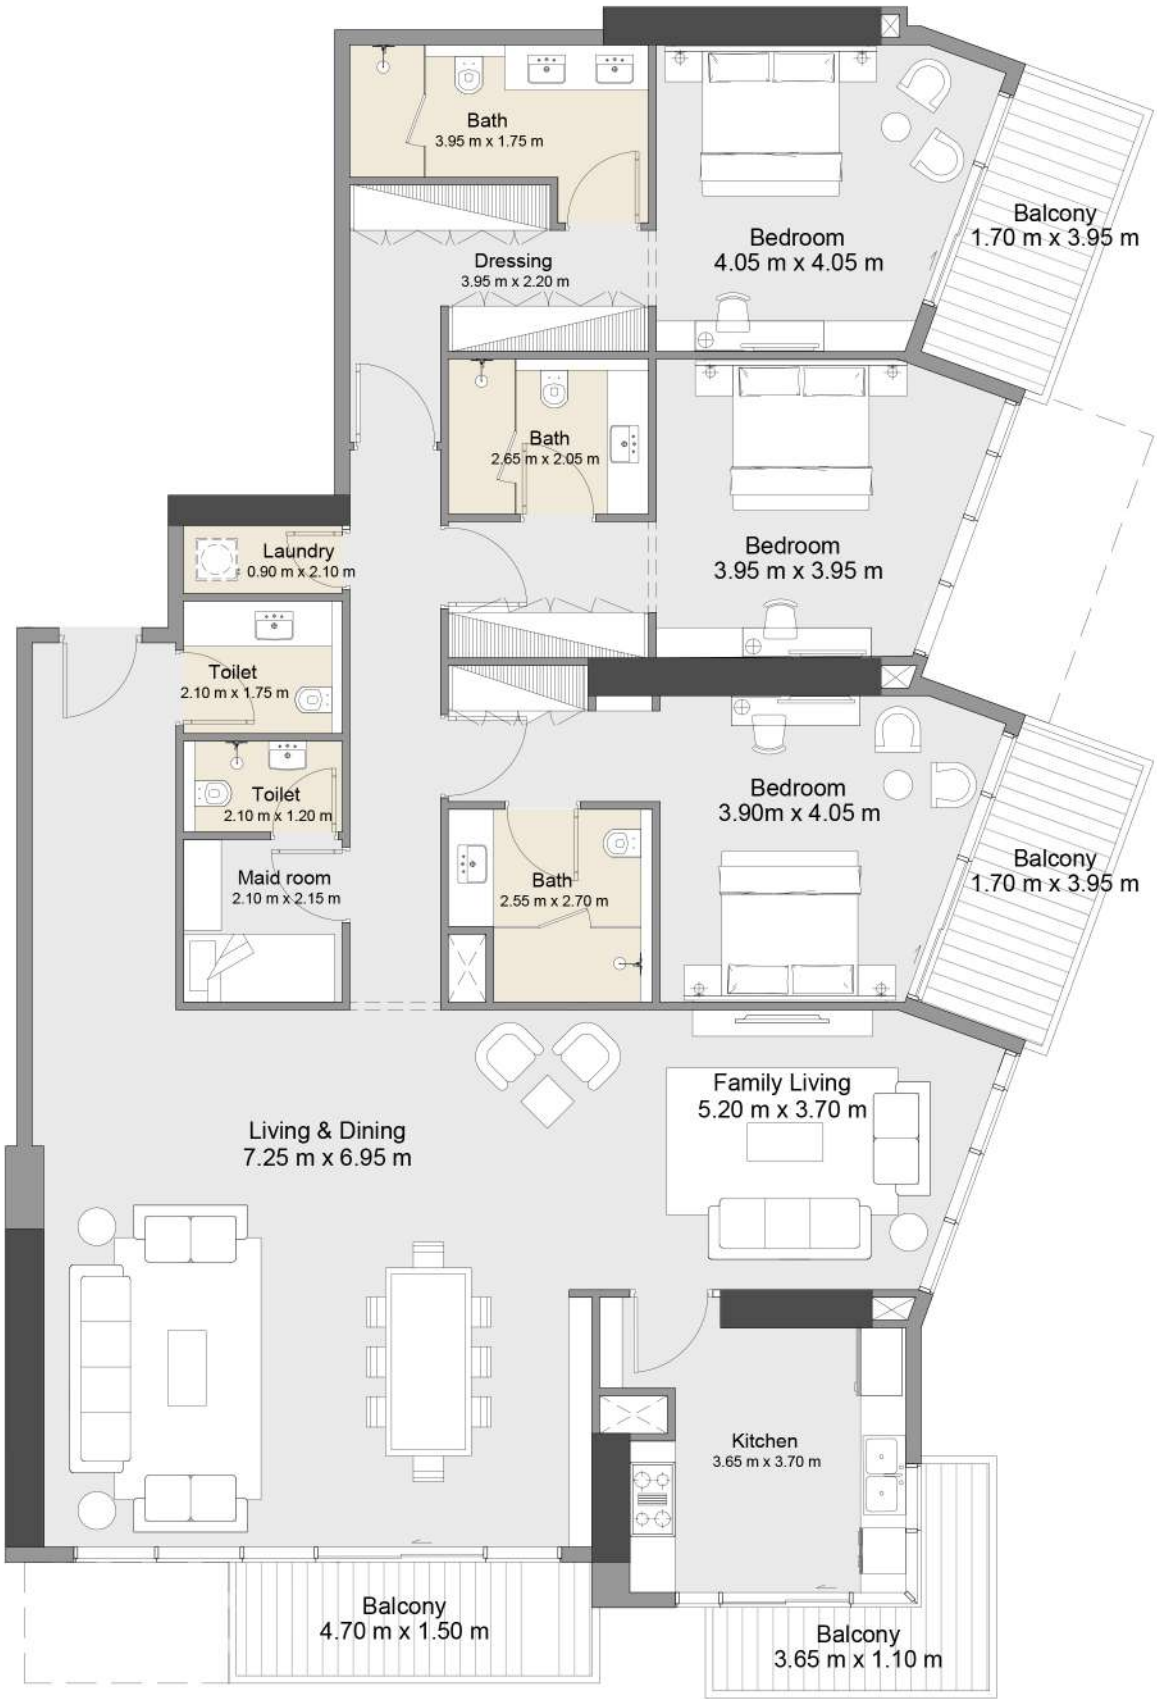 Bath
3.95 m x 1.75 m
Balcony
1.70 m x 3.95 m
Bedroom
4.05 m x 4.05 m
Dressing
3.95 m x 2.20 m
Bath
2.65 m x 2.05 m
Bedroom
3.95 m x 3.95 m
Laundry
0.90 m x 2.10 m
Toilet
2.10 m x 1.75 m
Toilet
2.10 m x 1.20 m
Bedroom
3.90m x 4.05 m
Balcony
1.70 m x 3.95 m
Maid room
2.10 m x 2.15 m
Bath
2.55 m x 2.70 m
Family Living
5.20 m x 3.70 m
Living & Dining
7.25 m x 6.95 m
Kitchen
3.65 m x 3.70 m
Balcony
4.70 m x 1.50 m
Balcony
3.65 m x 1.10 m